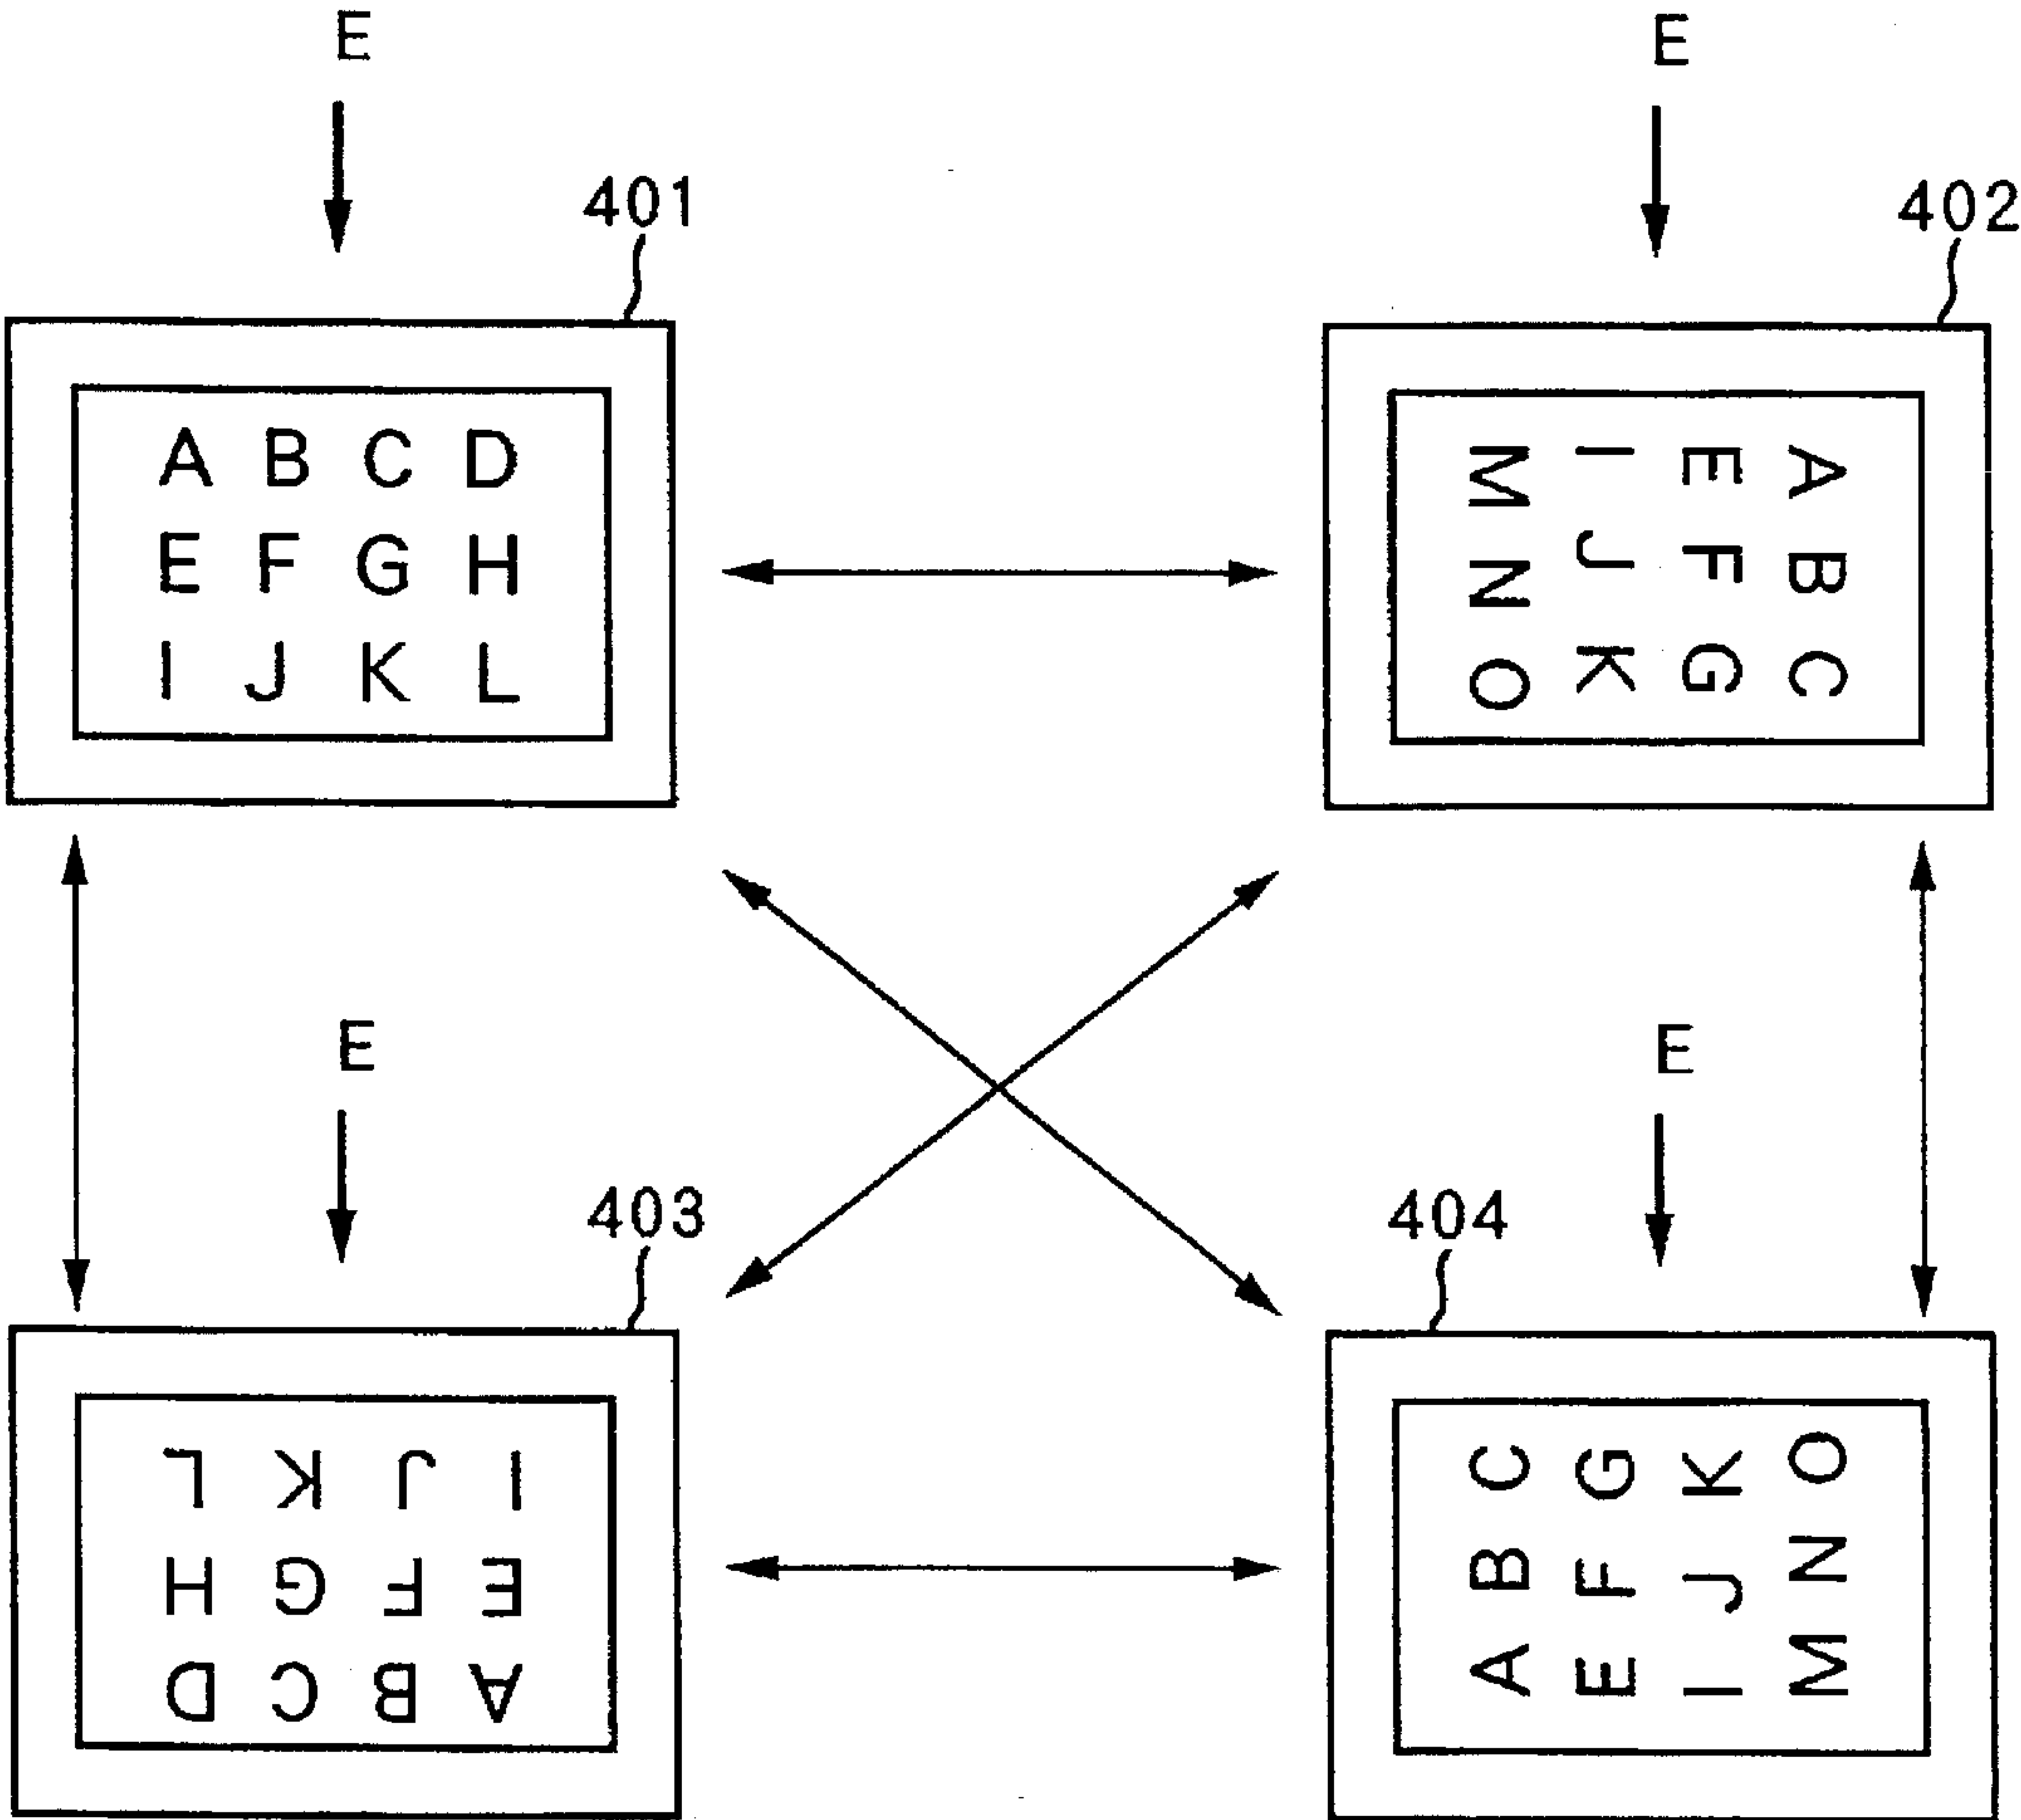 E
E
401
402
A B C D
E F G H
I J K L
A B C
E F G
I J K
M N O
E
E
403
404
A B C D
E F G H
I J K L
A B C
E F G
I J K
M N O